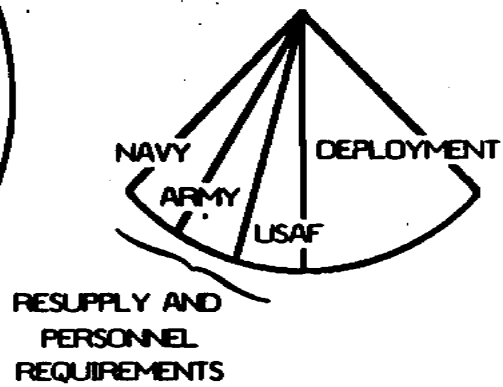 NAVY
DEPLOYMENT
ARMY
USAF
RESUPPLY AND
PERSONNEL
REQUIREMENTS